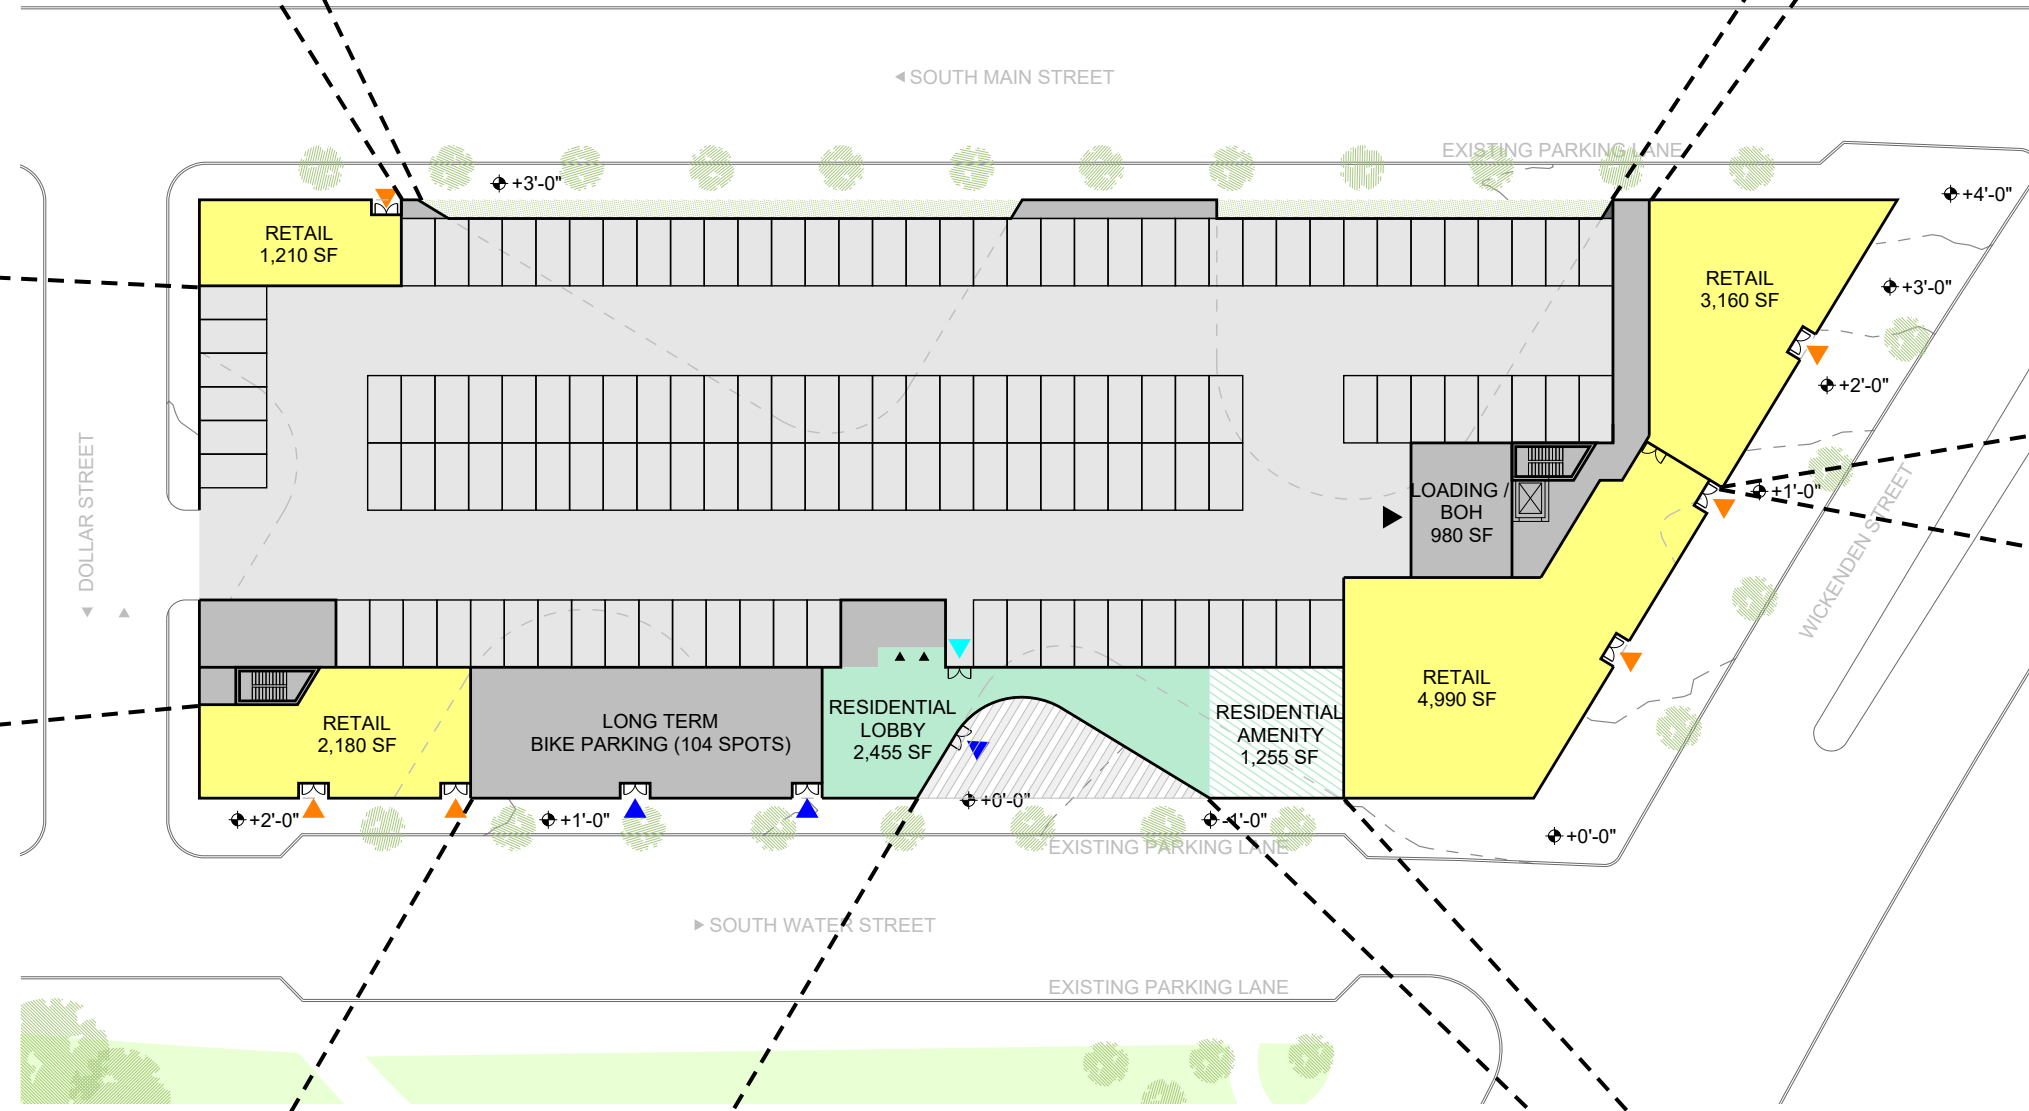 SOUTH MAIN STREET
EXISTING PARKING LANE
+3'-0"
+4'-0"
RETAIL
1,210 SF
RETAIL
3,160 SF
+3'-0"
+2'-0"
DOLLAR STREET
LOADING /
BOH
980 SF
+1'-0"
WICKENDEN STREET
RETAIL
4,990 SF
RETAIL
2,180 SF
LONG TERM
BIKE PARKING (104 SPOTS)
RESIDENTIAL
LOBBY
2,455 SF
RESIDENTIAL
AMENITY
1,255 SF
+2'-0"
+1'-0"
+0'-0"
-1'-0"
+0'-0"
EXISTING PARKING LANE
SOUTH WATER STREET
EXISTING PARKING LANE